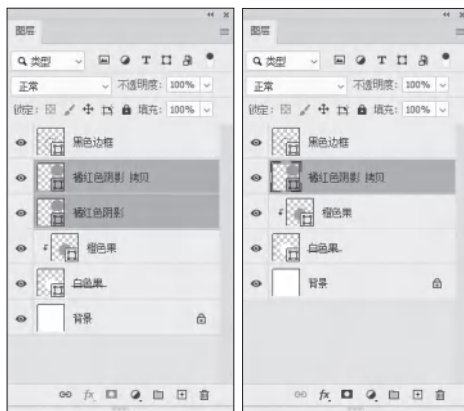 图层
类型
正常 不透明度: 100%
锁定: 填充: 100%
黑色边框
橘红色阴影 拷贝
橘红色阴影
橙色果
白色果
背景
fx
图层
类型
正常 不透明度: 100%
锁定: 填充: 100%
黑色边框
橘红色阴影 拷贝
橙色果
白色果
背景
fx